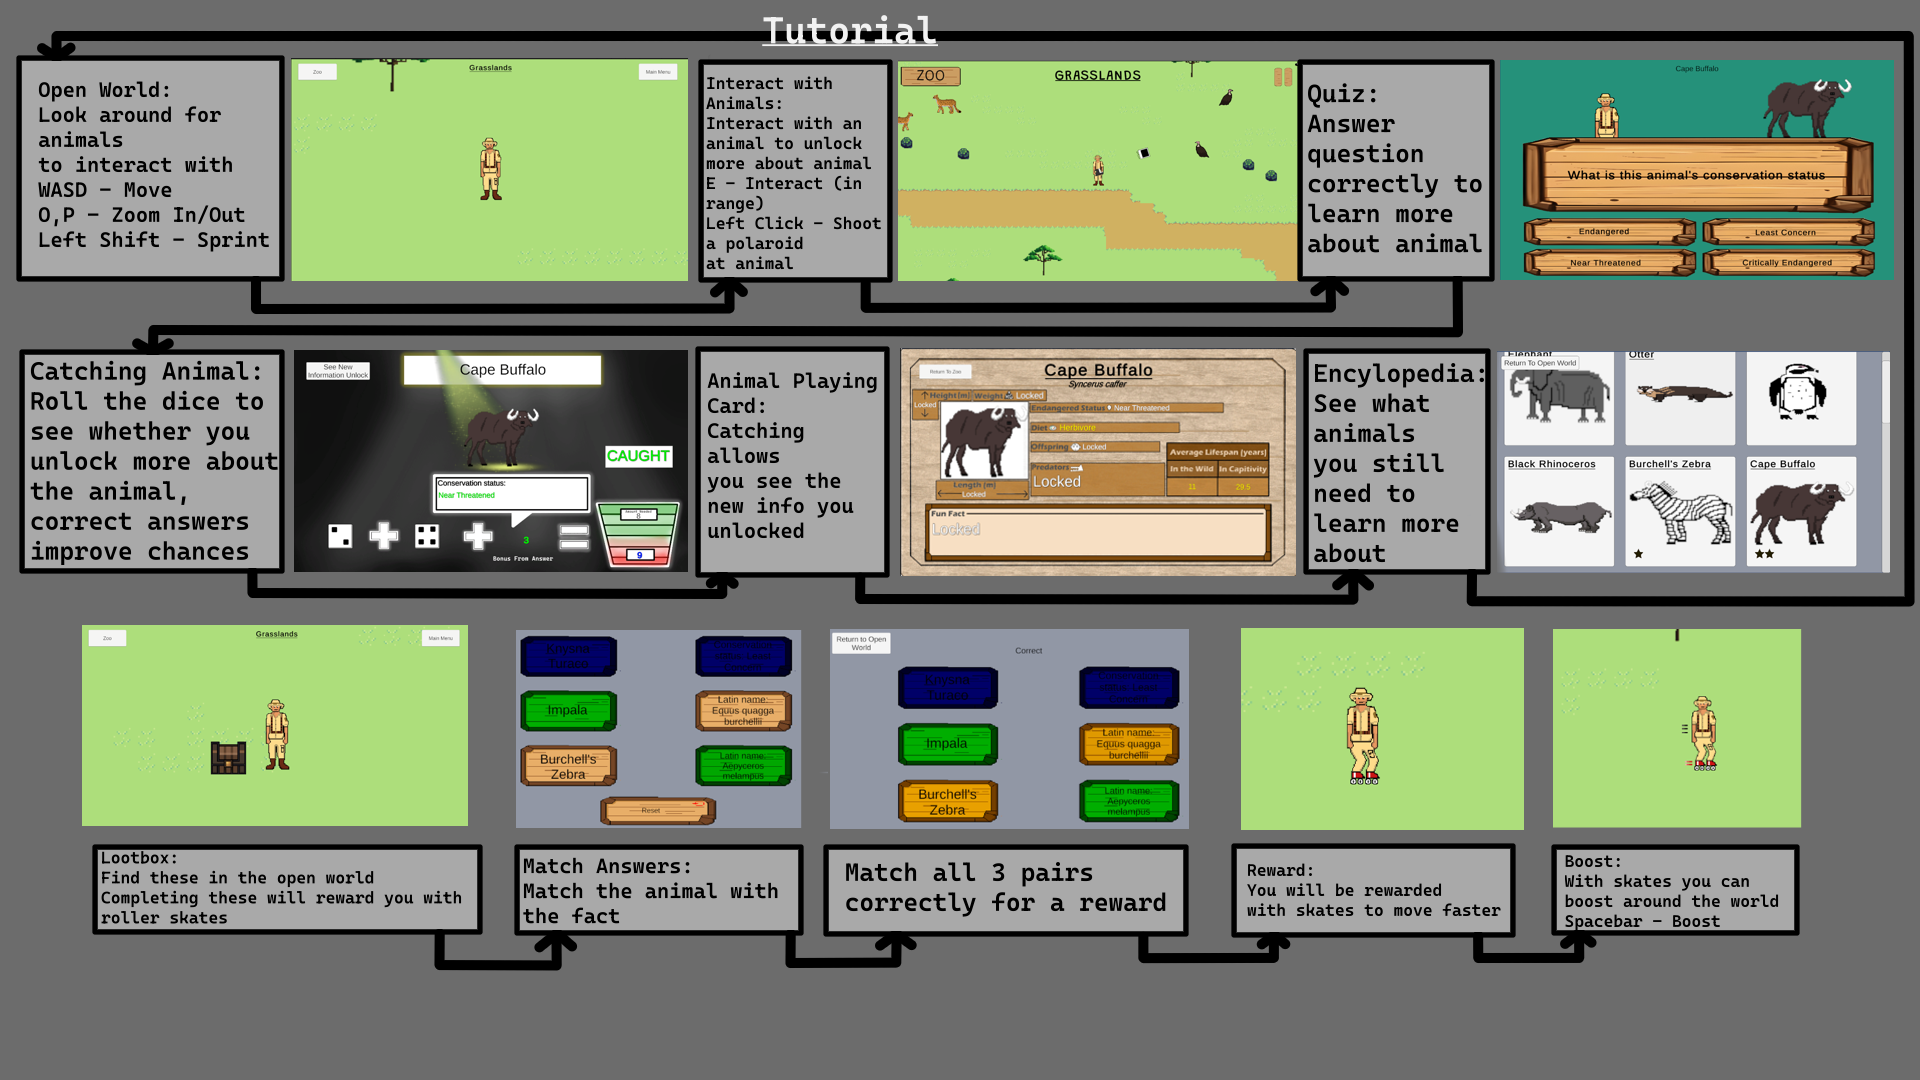 Tutorial
Open World:
Look around for
animals
to interact with
WASD - Move
O,P - Zoom In/Out
Left Shift - Sprint
Zoo
Grasslands
Main Menu
Interact with
Animals:
Interact with an
animal to unlock
more about animal
E - Interact (in
range)
Left Click - Shoot
a polaroid
at animal
ZOO
GRASSLANDS
Quiz:
Answer
question
correctly to
learn more
about animal
Cape Buffalo
What is this animal's conservation status
Endangered
Least Concern
Near Threatened
Critically Endangered
Catching Animal:
Roll the dice to
see whether you
unlock more about
the animal,
correct answers
improve chances
See New
Information Unlock
Cape Buffalo
CAUGHT
Conservation status:
Near Threatened
8
3
Bonus From Answer
9
Animal Playing
Card:
Catching
allows
you see the
new info you
unlocked
Return To Zoo
Cape Buffalo
Syncerus caffer
Height(m)
Weight
Locked
Locked
Endangered Status
Near Threatened
Diet
Herbivore
Offspring
Locked
Predators
Locked
Average Lifespan (years)
In the Wild
In Captivity
11
29.5
Length (m)
Locked
Fun Fact
Locked
Encylopedia:
See what
animals
you still
need to
learn more
about
Elephant
Return To Open World
Otter
Black Rhinoceros
Burchell's Zebra
Cape Buffalo
Zoo
Grasslands
Main Menu
Knysna
Turaco
Impala
Latin name:
Equus quagga
burchellii
Burchell's
Zebra
Latin name:
Aepyceros
melampus
Reset
Return to Open
World
Correct
Knysna
Turaco
Impala
Latin name:
Equus quagga
burchellii
Burchell's
Zebra
Latin name:
Aepyceros
melampus
Lootbox:
Find these in the open world
Completing these will reward you with
roller skates
Match Answers:
Match the animal with
the fact
Match all 3 pairs
correctly for a reward
Reward:
You will be rewarded
with skates to move faster
Boost:
With skates you can
boost around the world
Spacebar - Boost